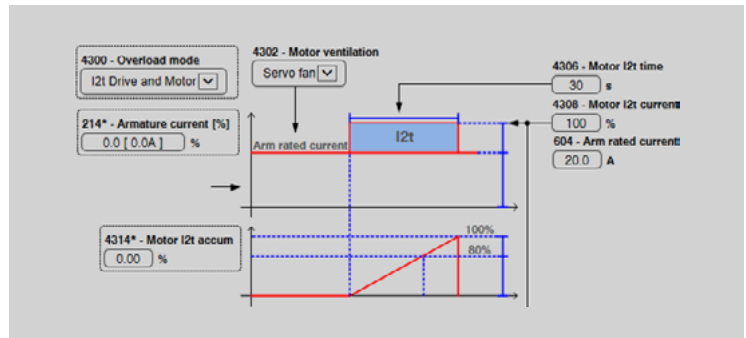 4300 - Overload mode
I2t Drive and Motor
4302 - Motor ventilation
Servo fan
4306 - Motor I2t time
30 s
4308 - Motor I2t current
100 %
604 - Arm rated current
20.0 A
214* - Armature current [%]
0.0 [ 0.0A ] %
Arm rated current
I2t
4314* - Motor I2t accum
0.00 %
100%
80%